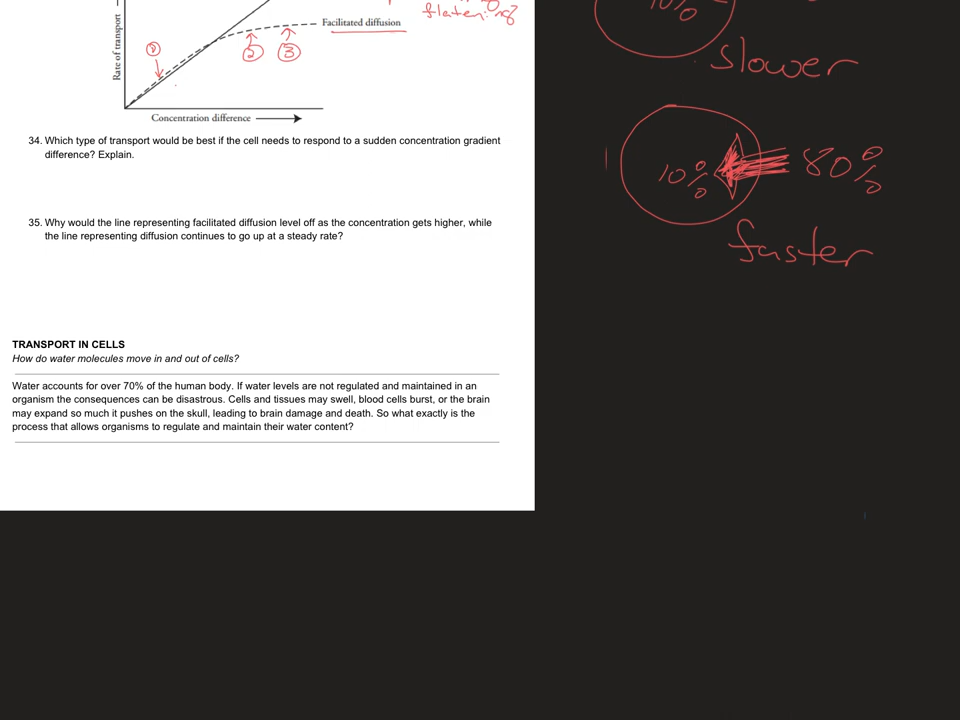 flatening
Facilitated diffusion
Rate of transport
①
②
③
Concentration difference
34. Which type of transport would be best if the cell needs to respond to a sudden concentration gradient
difference? Explain.
35. Why would the line representing facilitated diffusion level off as the concentration gets higher, while
the line representing diffusion continues to go up at a steady rate?
TRANSPORT IN CELLS
How do water molecules move in and out of cells?
Water accounts for over 70% of the human body. If water levels are not regulated and maintained in an
organism the consequences can be disastrous. Cells and tissues may swell, blood cells burst, or the brain
may expand so much it pushes on the skull, leading to brain damage and death. So what exactly is the
process that allows organisms to regulate and maintain their water content?
10%
slower
10%
80%
faster